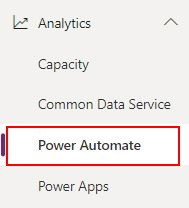 Analytics
Capacity
Common Data Service
Power Automate
Power Apps